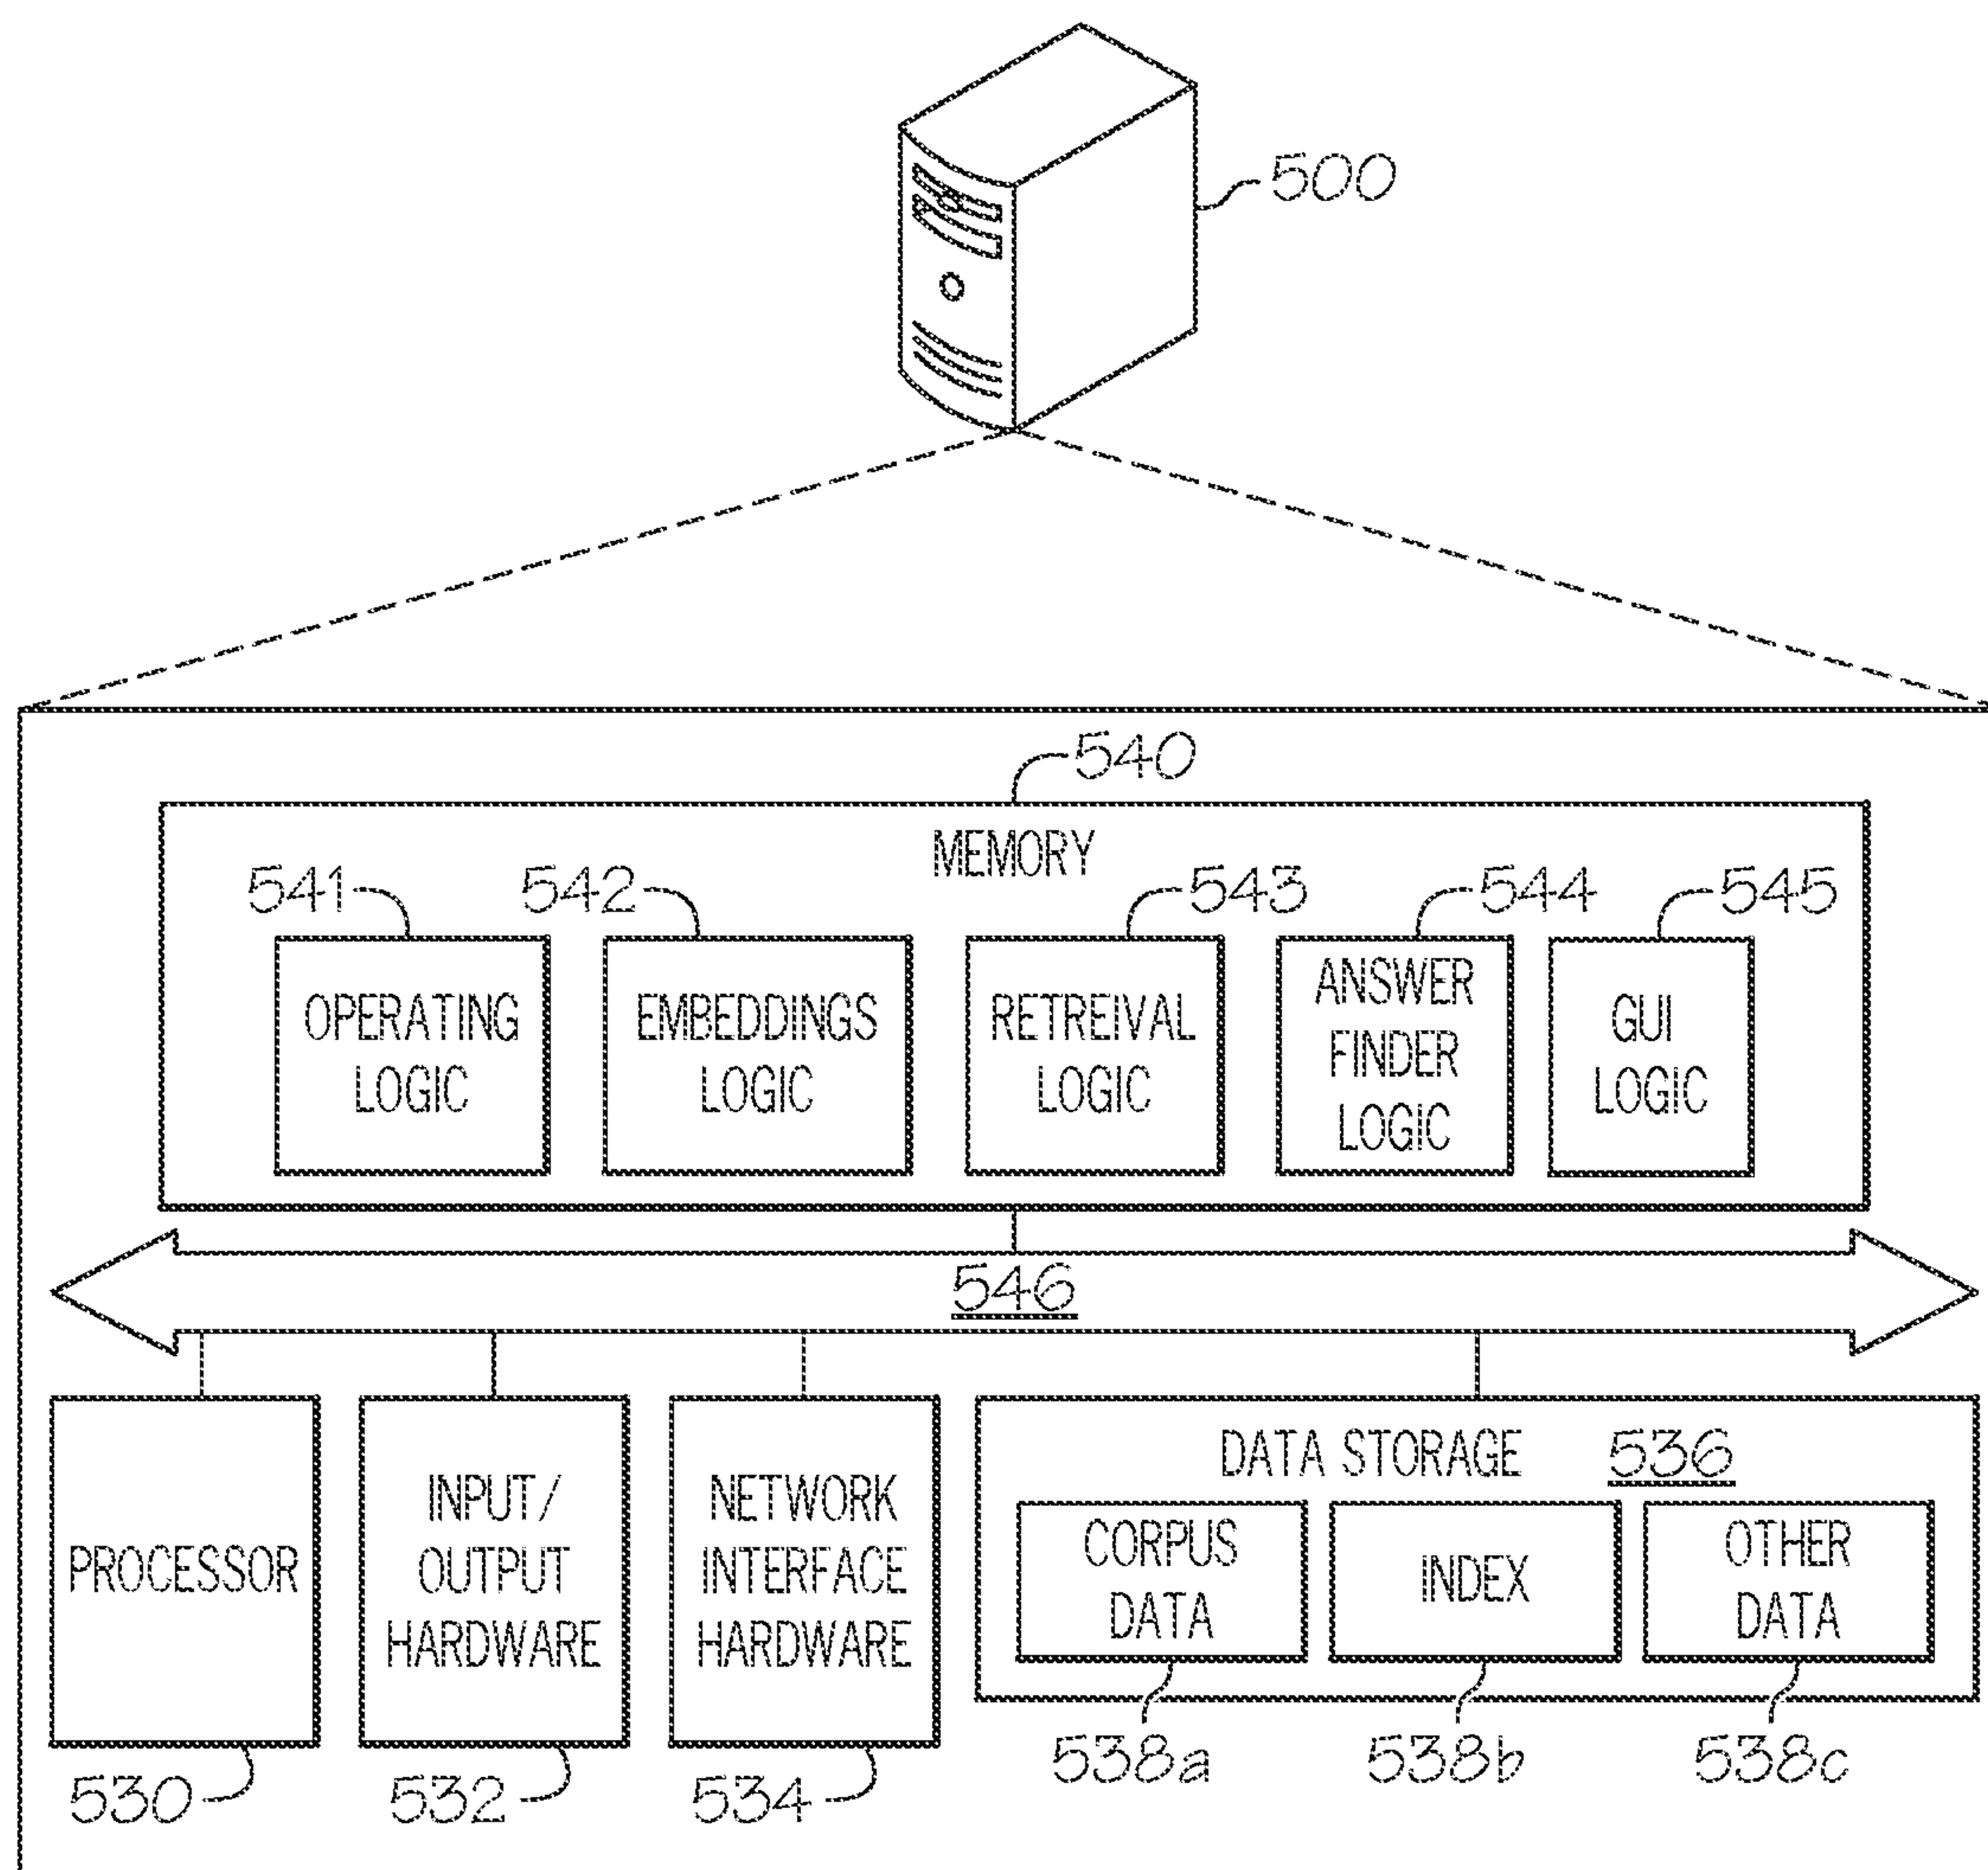 500
540
MEMORY
541
542
543
544
545
OPERATING
LOGIC
EMBEDDINGS
LOGIC
RETREIVAL
LOGIC
ANSWER
FINDER
LOGIC
GUI
LOGIC
546
PROCESSOR
INPUT/
OUTPUT
HARDWARE
NETWORK
INTERFACE
HARDWARE
DATA STORAGE 536
CORPUS
DATA
INDEX
OTHER
DATA
530
532
534
538a
538b
538c